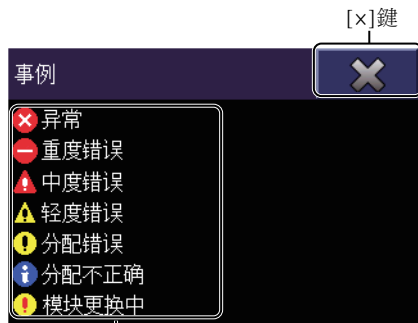 [×]鍵
事例
异常
重度错误
中度错误
轻度错误
分配错误
分配不正确
模块更换中